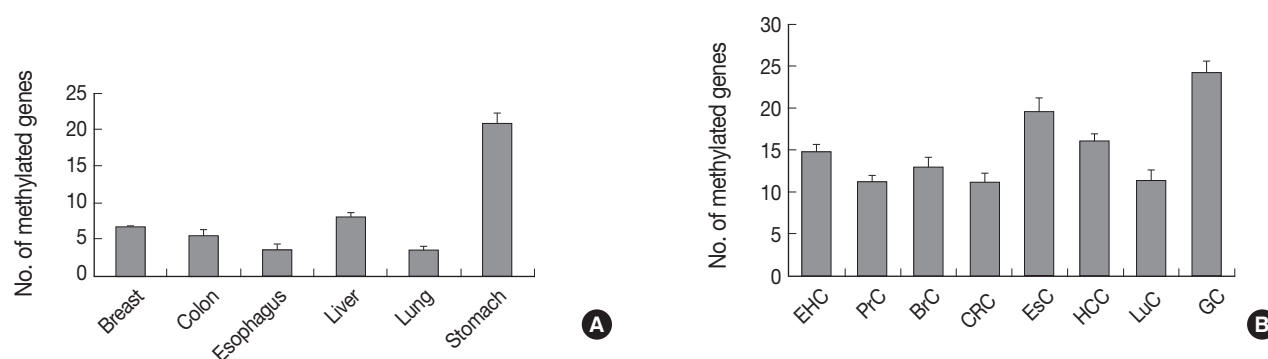 No. of methylated genes
25
20
15
10
5
0
Breast
Colon
Esophagus
Liver
Lung
Stomach
A
No. of methylated genes
30
25
20
15
10
5
0
EHC
PrC
BrC
CRC
EsC
HCC
LuC
GC
B